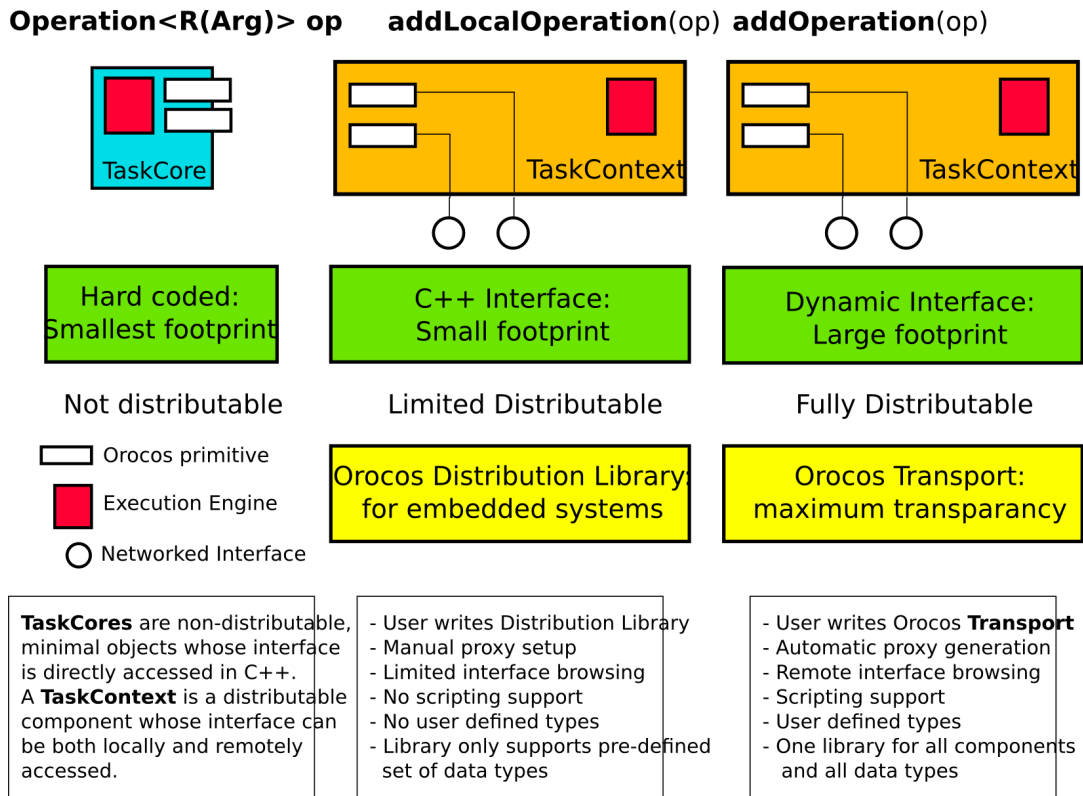 Operation<R(Arg)> op
addLocalOperation(op)
addOperation(op)
TaskCore
TaskContext
TaskContext
Hard coded:
Smallest footprint
C++ Interface:
Small footprint
Dynamic Interface:
Large footprint
Not distributable
Limited Distributable
Fully Distributable
Orocos primitive
Execution Engine
Networked Interface
Orocos Distribution Library:
for embedded systems
Orocos Transport:
maximum transparancy
TaskCores are non-distributable,
minimal objects whose interface
is directly accessed in C++.
A TaskContext is a distributable
component whose interface can
be both locally and remotely
accessed.
- User writes Distribution Library
- Manual proxy setup
- Limited interface browsing
- No scripting support
- No user defined types
- Library only supports pre-defined
set of data types
- User writes Orocos Transport
- Automatic proxy generation
- Remote interface browsing
- Scripting support
- User defined types
- One library for all components
and all data types